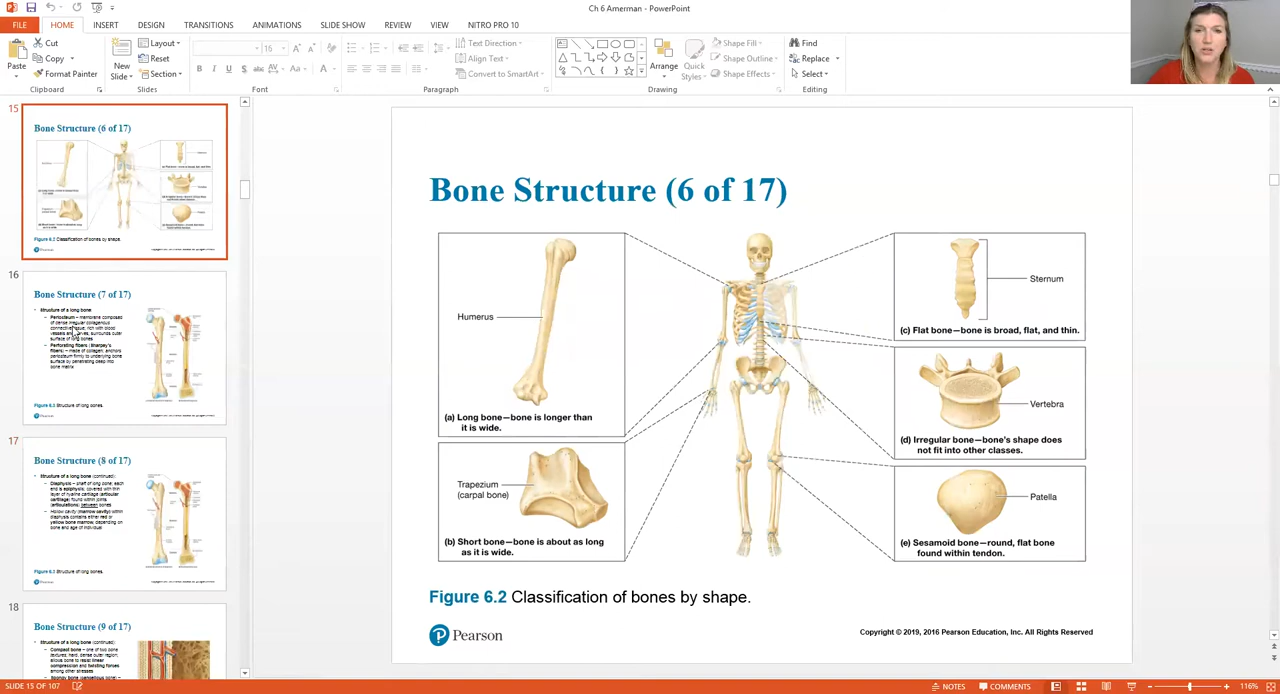 Ch 6 Amerman - PowerPoint
FILE HOME INSERT DESIGN TRANSITIONS ANIMATIONS SLIDE SHOW REVIEW VIEW NITRO PRO 10
Paste
Cut
Copy
Format Painter
Clipboard
New
Slide
Layout
Reset
Section
Slides
16
B I U S abc AV Aa A
Font
Text Direction
Align Text
Convert to SmartArt
Paragraph
Arrange
Quick
Styles
Shape Fill
Shape Outline
Shape Effects
Drawing
Find
Replace
Select
Editing
15
Bone Structure (6 of 17)
Figure 6.2 Classification of bones by shape.
16
Bone Structure (7 of 17)
Structure of a long bone
Periosteum – membrane composed
of dense irregular collagenous
connective tissue, rich with blood
vessels and nerves, surrounds outer
surface of long bones
Perforating fibers (Sharpey's
fibers) – made of collagen, anchors
periosteum firmly to underlying bone
surface by penetrating deep into
bone matrix
Figure 6.3 Structure of long bones.
17
Bone Structure (8 of 17)
Structure of a long bone (continued)
Diaphysis – shaft of long bone; each
end is epiphysis; covered with thin
layer of hyaline cartilage (articular
cartilage) found within joints
(articulations) between bones
Hollow cavity (marrow cavity) within
diaphysis contains either red or
yellow bone marrow, depending on
bone and age of individual
Figure 6.3 Structure of long bones.
18
Bone Structure (9 of 17)
Structure of a long bone (continued)
Compact bone – one of two bone
textures; hard, dense outer region;
allows bone to resist linear
compression and twisting forces
among other stresses
Bone Structure (6 of 17)
Humerus
(a) Long bone—bone is longer than
it is wide.
Trapezium
(carpal bone)
(b) Short bone—bone is about as long
as it is wide.
Sternum
(c) Flat bone—bone is broad, flat, and thin.
Vertebra
(d) Irregular bone—bone's shape does
not fit into other classes.
Patella
(e) Sesamoid bone—round, flat bone
found within tendon.
Figure 6.2 Classification of bones by shape.
P Pearson
Copyright © 2019, 2016 Pearson Education, Inc. All Rights Reserved
SLIDE 15 OF 107
NOTES
COMMENTS
116%